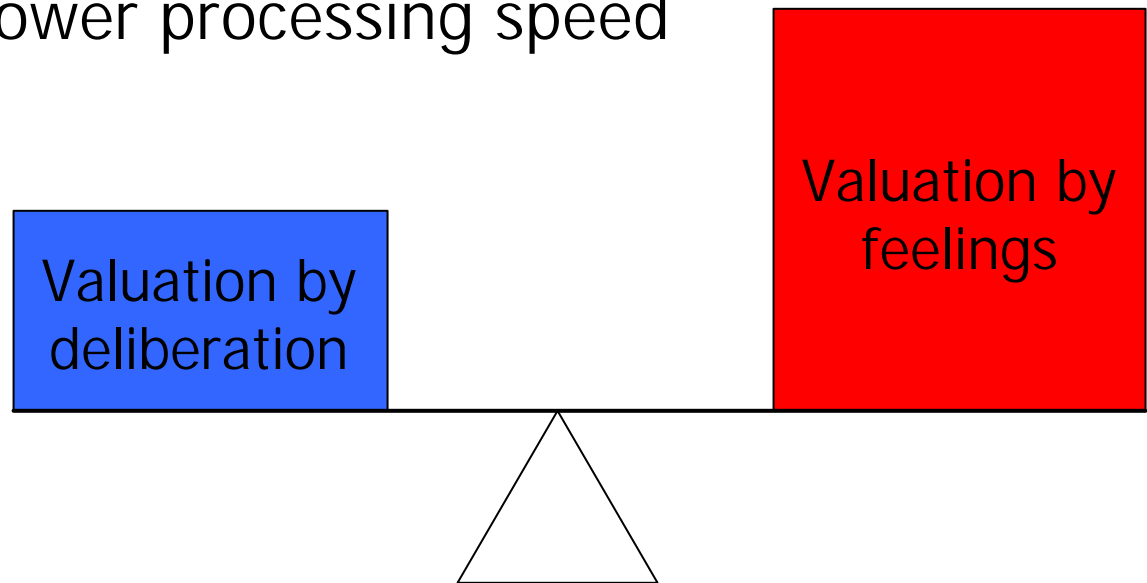 ower processing speed
Valuation by
feelings
Valuation by
deliberation